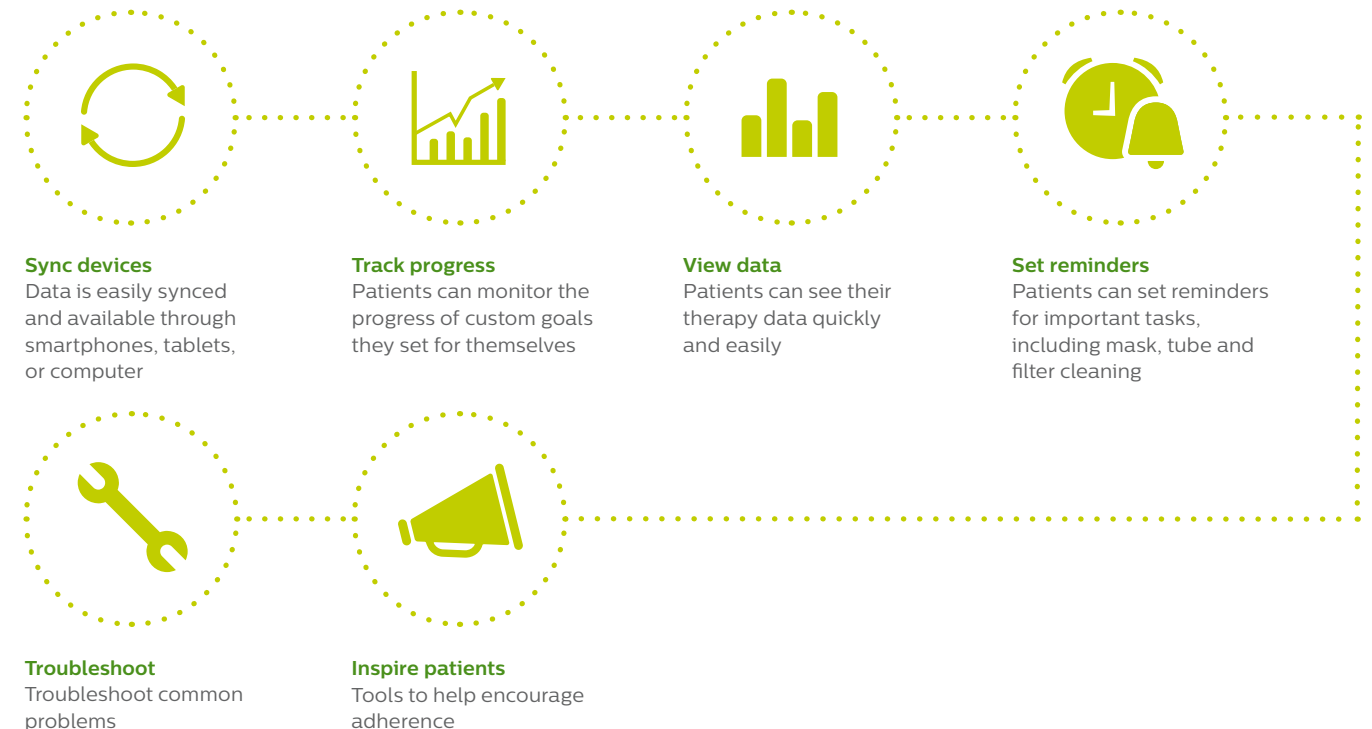 Sync devices
Data is easily synced
and available through
smartphones, tablets,
or computer
Track progress
Patients can monitor the
progress of custom goals
they set for themselves
View data
Patients can see their
therapy data quickly
and easily
Set reminders
Patients can set reminders
for important tasks,
including mask, tube and
filter cleaning
Troubleshoot
Troubleshoot common
problems
Inspire patients
Tools to help encourage
adherence